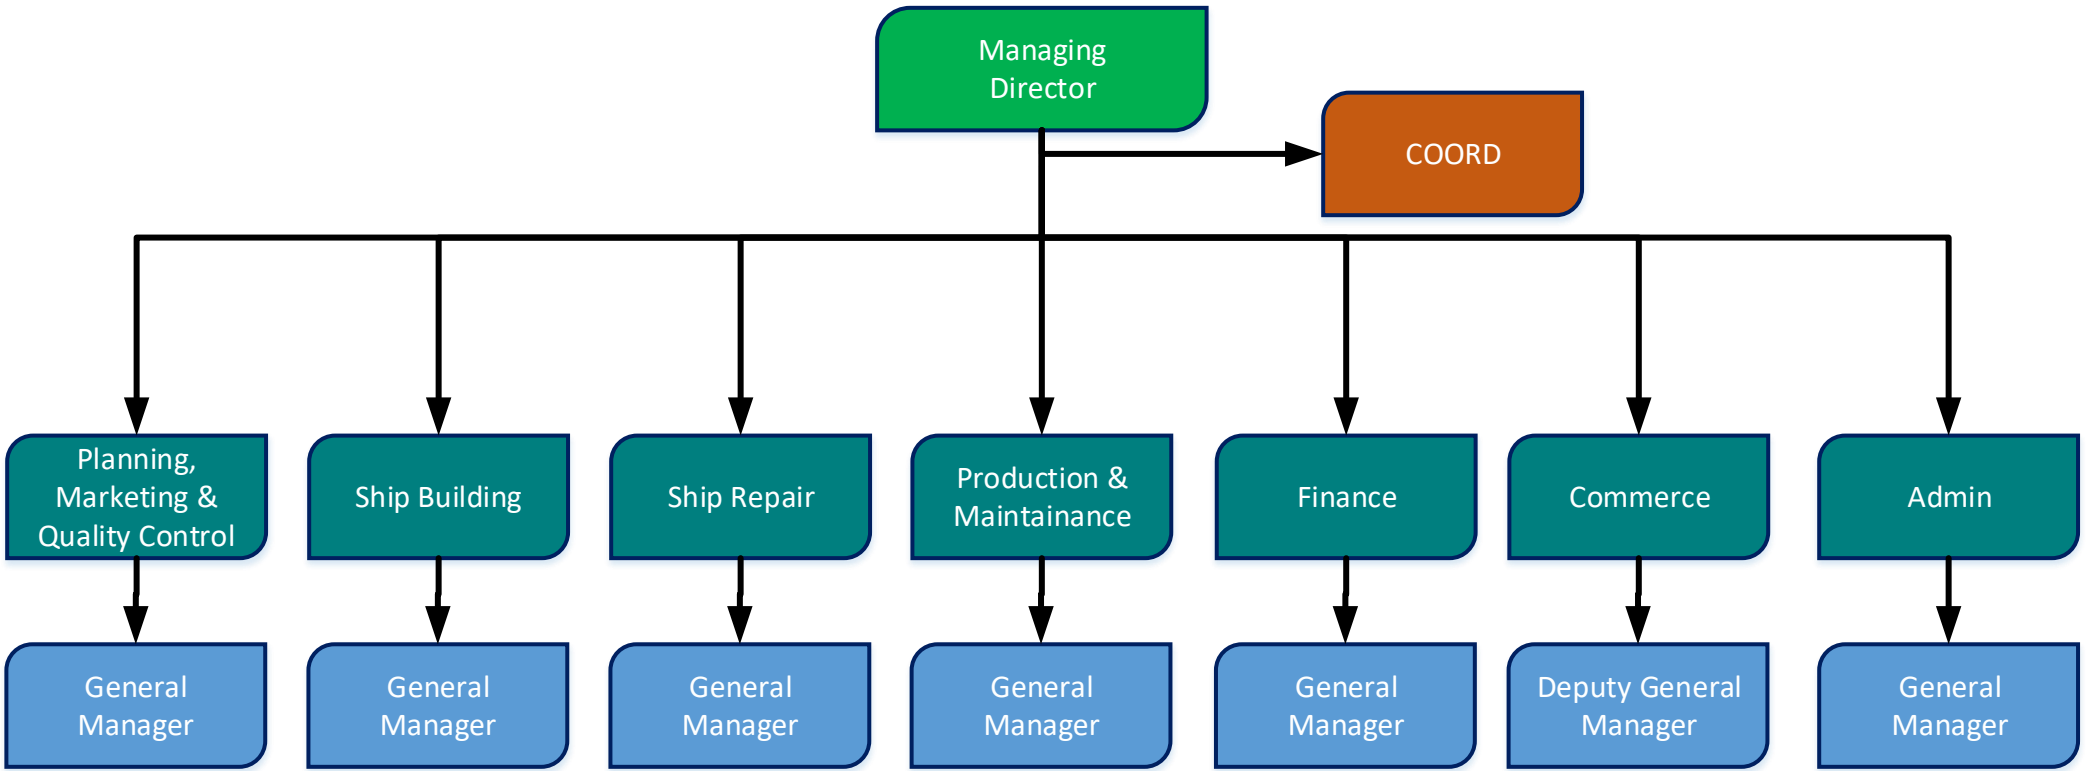 Managing
Director
COORD
Planning,
Marketing &
Quality Control
Ship Building
Ship Repair
Production &
Maintainance
Finance
Commerce
Admin
General
Manager
General
Manager
General
Manager
General
Manager
General
Manager
Deputy General
Manager
General
Manager